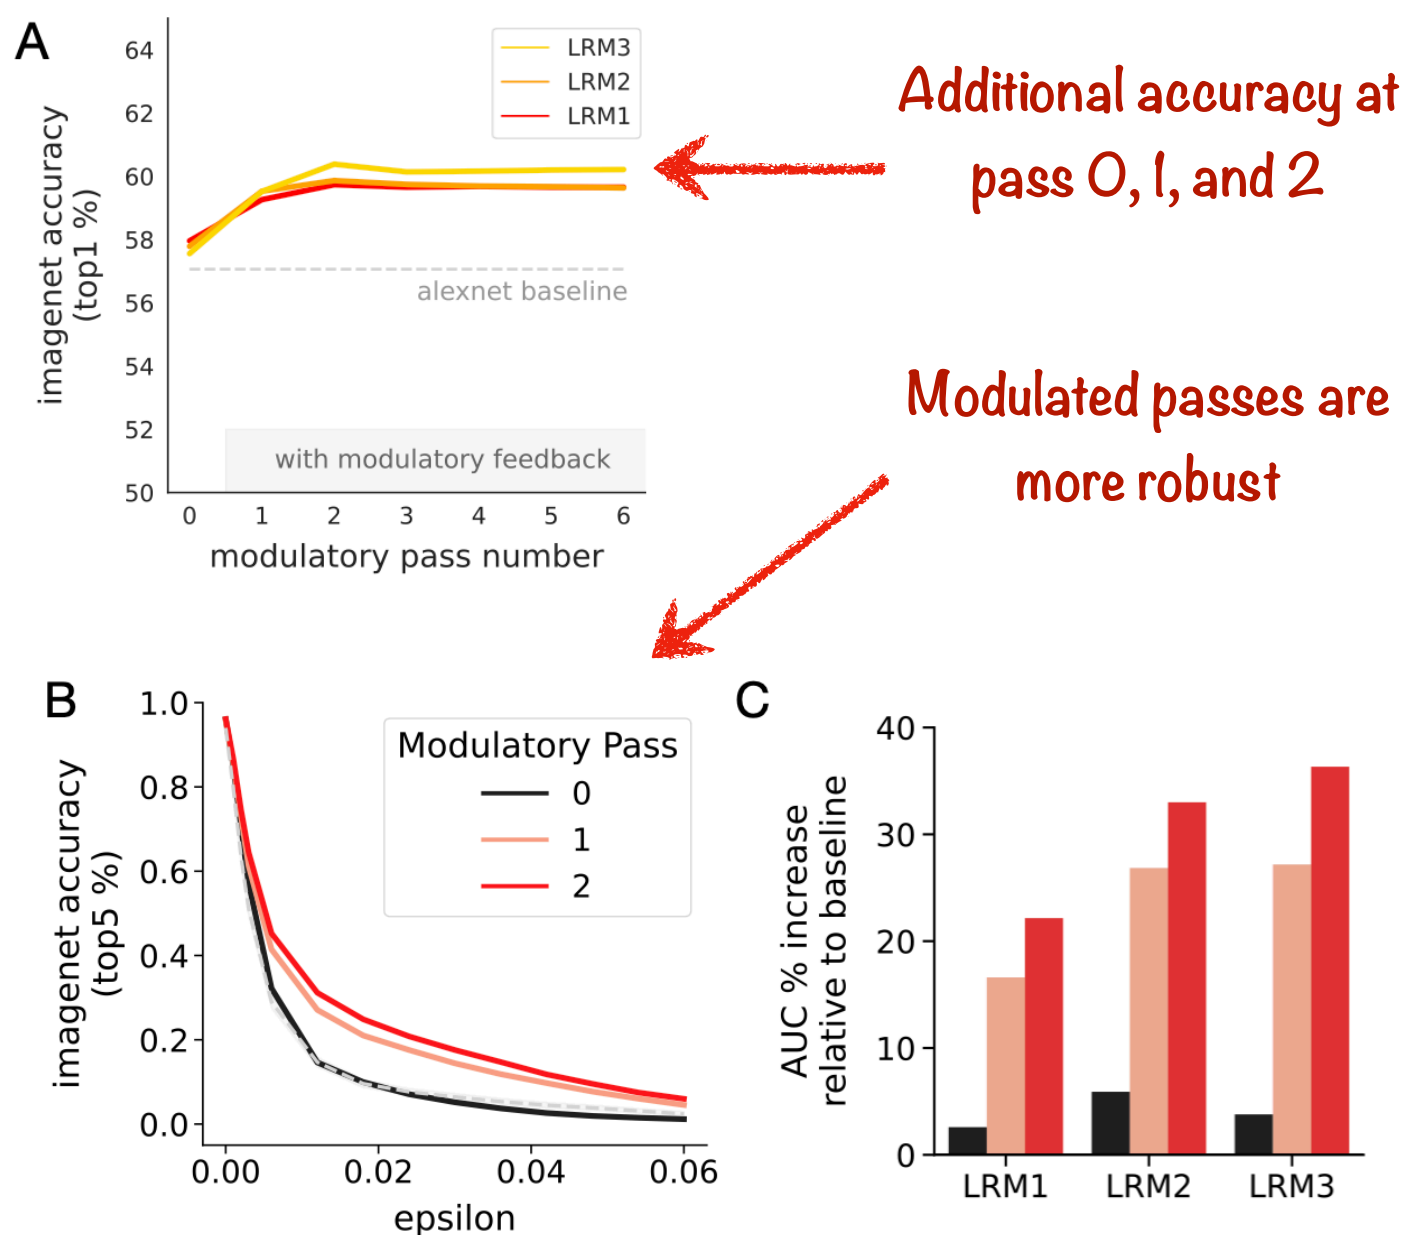 A
64
62
60
58
56
54
52
50
imagenet accuracy
(top1 %)
LRM3
LRM2
LRM1
alexnet baseline
with modulatory feedback
0 1 2 3 4 5 6
modulatory pass number
Additional accuracy at
pass 0, 1, and 2
Modulated passes are
more robust
B
1.0
0.8
0.6
0.4
0.2
0.0
imagenet accuracy
(top5 %)
Modulatory Pass
0
1
2
0.00 0.02 0.04 0.06
epsilon
C
40
30
20
10
0
AUC % increase
relative to baseline
LRM1 LRM2 LRM3